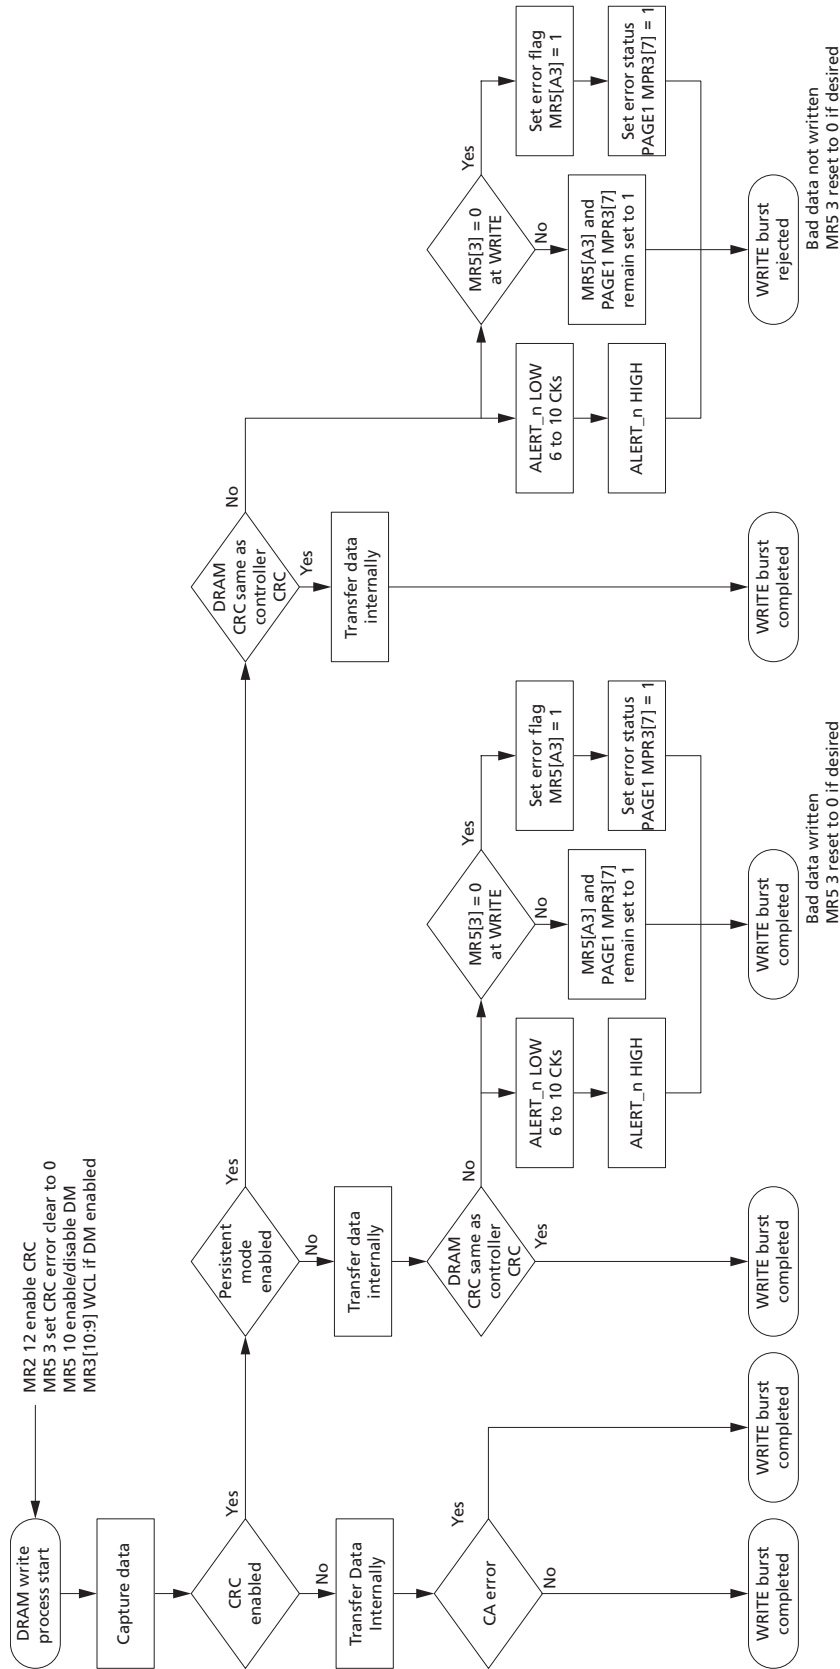 DRAM write
process start
MR2 12 enable CRC
MR5 3 set CRC error clear to 0
MR5 10 enable/disable DM
MR3[10:9] WCL if DM enabled
Capture data
CRC
enabled
Yes
No
Transfer Data
Internally
CA error
Yes
No
WRITE burst
completed
WRITE burst
completed
Persistent
mode
enabled
Yes
No
Transfer data
internally
DRAM
CRC same as
controller
CRC
No
Yes
WRITE burst
completed
ALERT_n LOW
6 to 10 CKs
ALERT_n HIGH
MR5[3] = 0
at WRITE
Yes
No
MR5[A3] and
PAGE1 MPR3[7]
remain set to 1
Set error flag
MR5[A3] = 1
Set error status
PAGE1 MPR3[7] = 1
WRITE burst
completed
Bad data written
MR5 3 reset to 0 if desired
DRAM
CRC same as
controller
CRC
No
Yes
Transfer data
internally
WRITE burst
completed
ALERT_n LOW
6 to 10 CKs
ALERT_n HIGH
MR5[3] = 0
at WRITE
Yes
No
MR5[A3] and
PAGE1 MPR3[7]
remain set to 1
Set error flag
MR5[A3] = 1
Set error status
PAGE1 MPR3[7] = 1
WRITE burst
rejected
Bad data not written
MR5 3 reset to 0 if desired